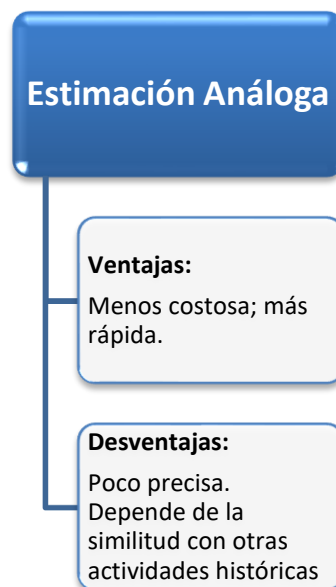 Estimación Análoga
Ventajas:
Menos costosa; más
rápida.
Desventajas:
Poco precisa.
Depende de la
similitud con otras
actividades históricas